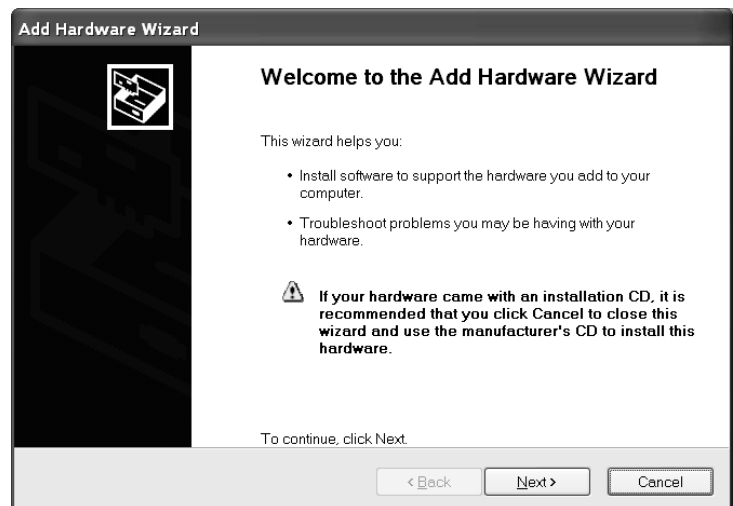 Add Hardware Wizard
Welcome to the Add Hardware Wizard
This wizard helps you:
• Install software to support the hardware you add to your
computer.
• Troubleshoot problems you may be having with your
hardware.
If your hardware came with an installation CD, it is
recommended that you click Cancel to close this
wizard and use the manufacturer's CD to install this
hardware.
To continue, click Next.
< Back Next > Cancel